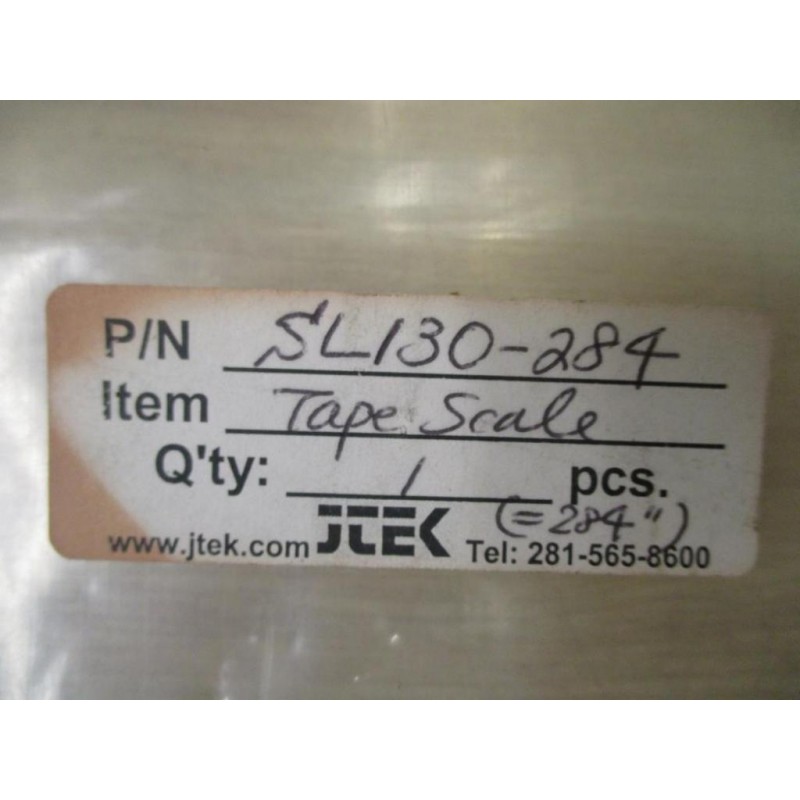 P/N SL130-284
Item Tape Scale
Q'ty: 1 pcs.
(=284")
www.jtek.com JTEK Tel: 281-565-8600